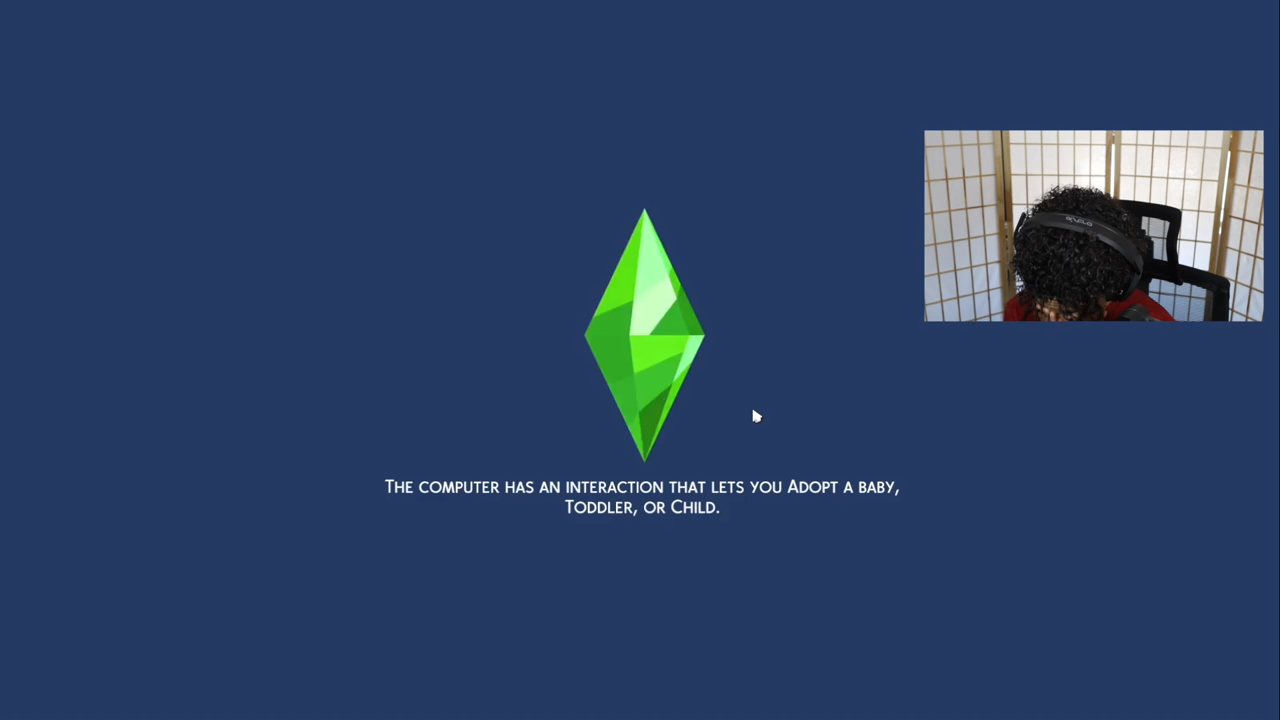 THE COMPUTER HAS AN INTERACTION THAT LETS YOU ADOPT A BABY,
TODDLER, OR CHILD.